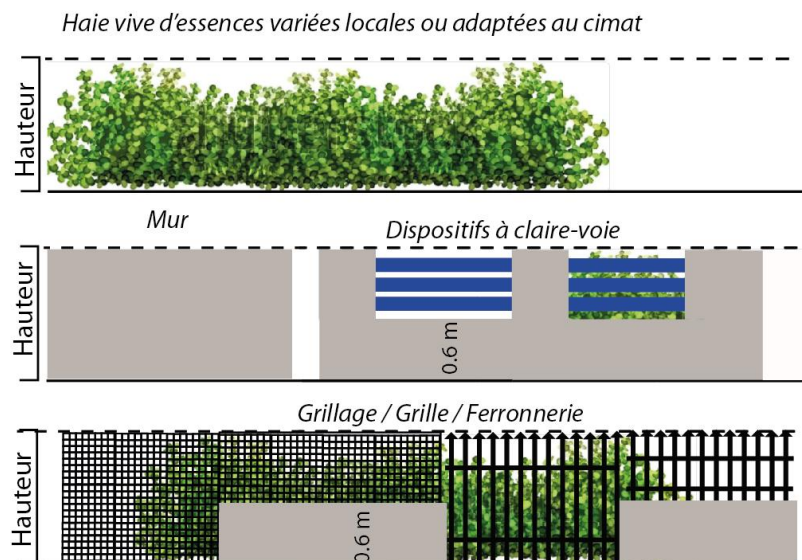 Haie vive d'essences variées locales ou adaptées au cimat
Hauteur
Mur
Dispositifs à claire-voie
Hauteur
0.6 m
Grillage / Grille / Ferronnerie
Hauteur
0.6 m